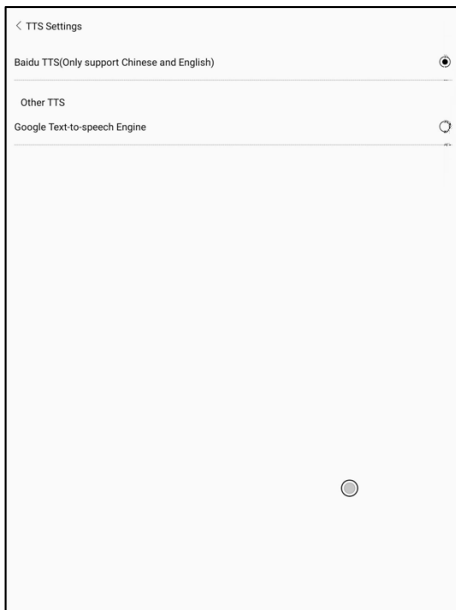 TTS Settings
Baidu TTS(Only support Chinese and English)
Other TTS
Google Text-to-speech Engine